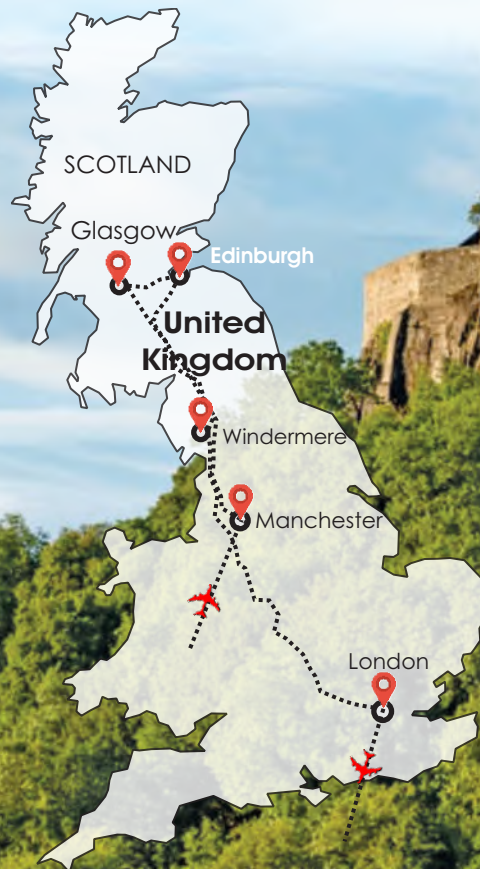 SCOTLAND
Glasgow
Edinburgh
United
Kingdom
Windermere
Manchester
London